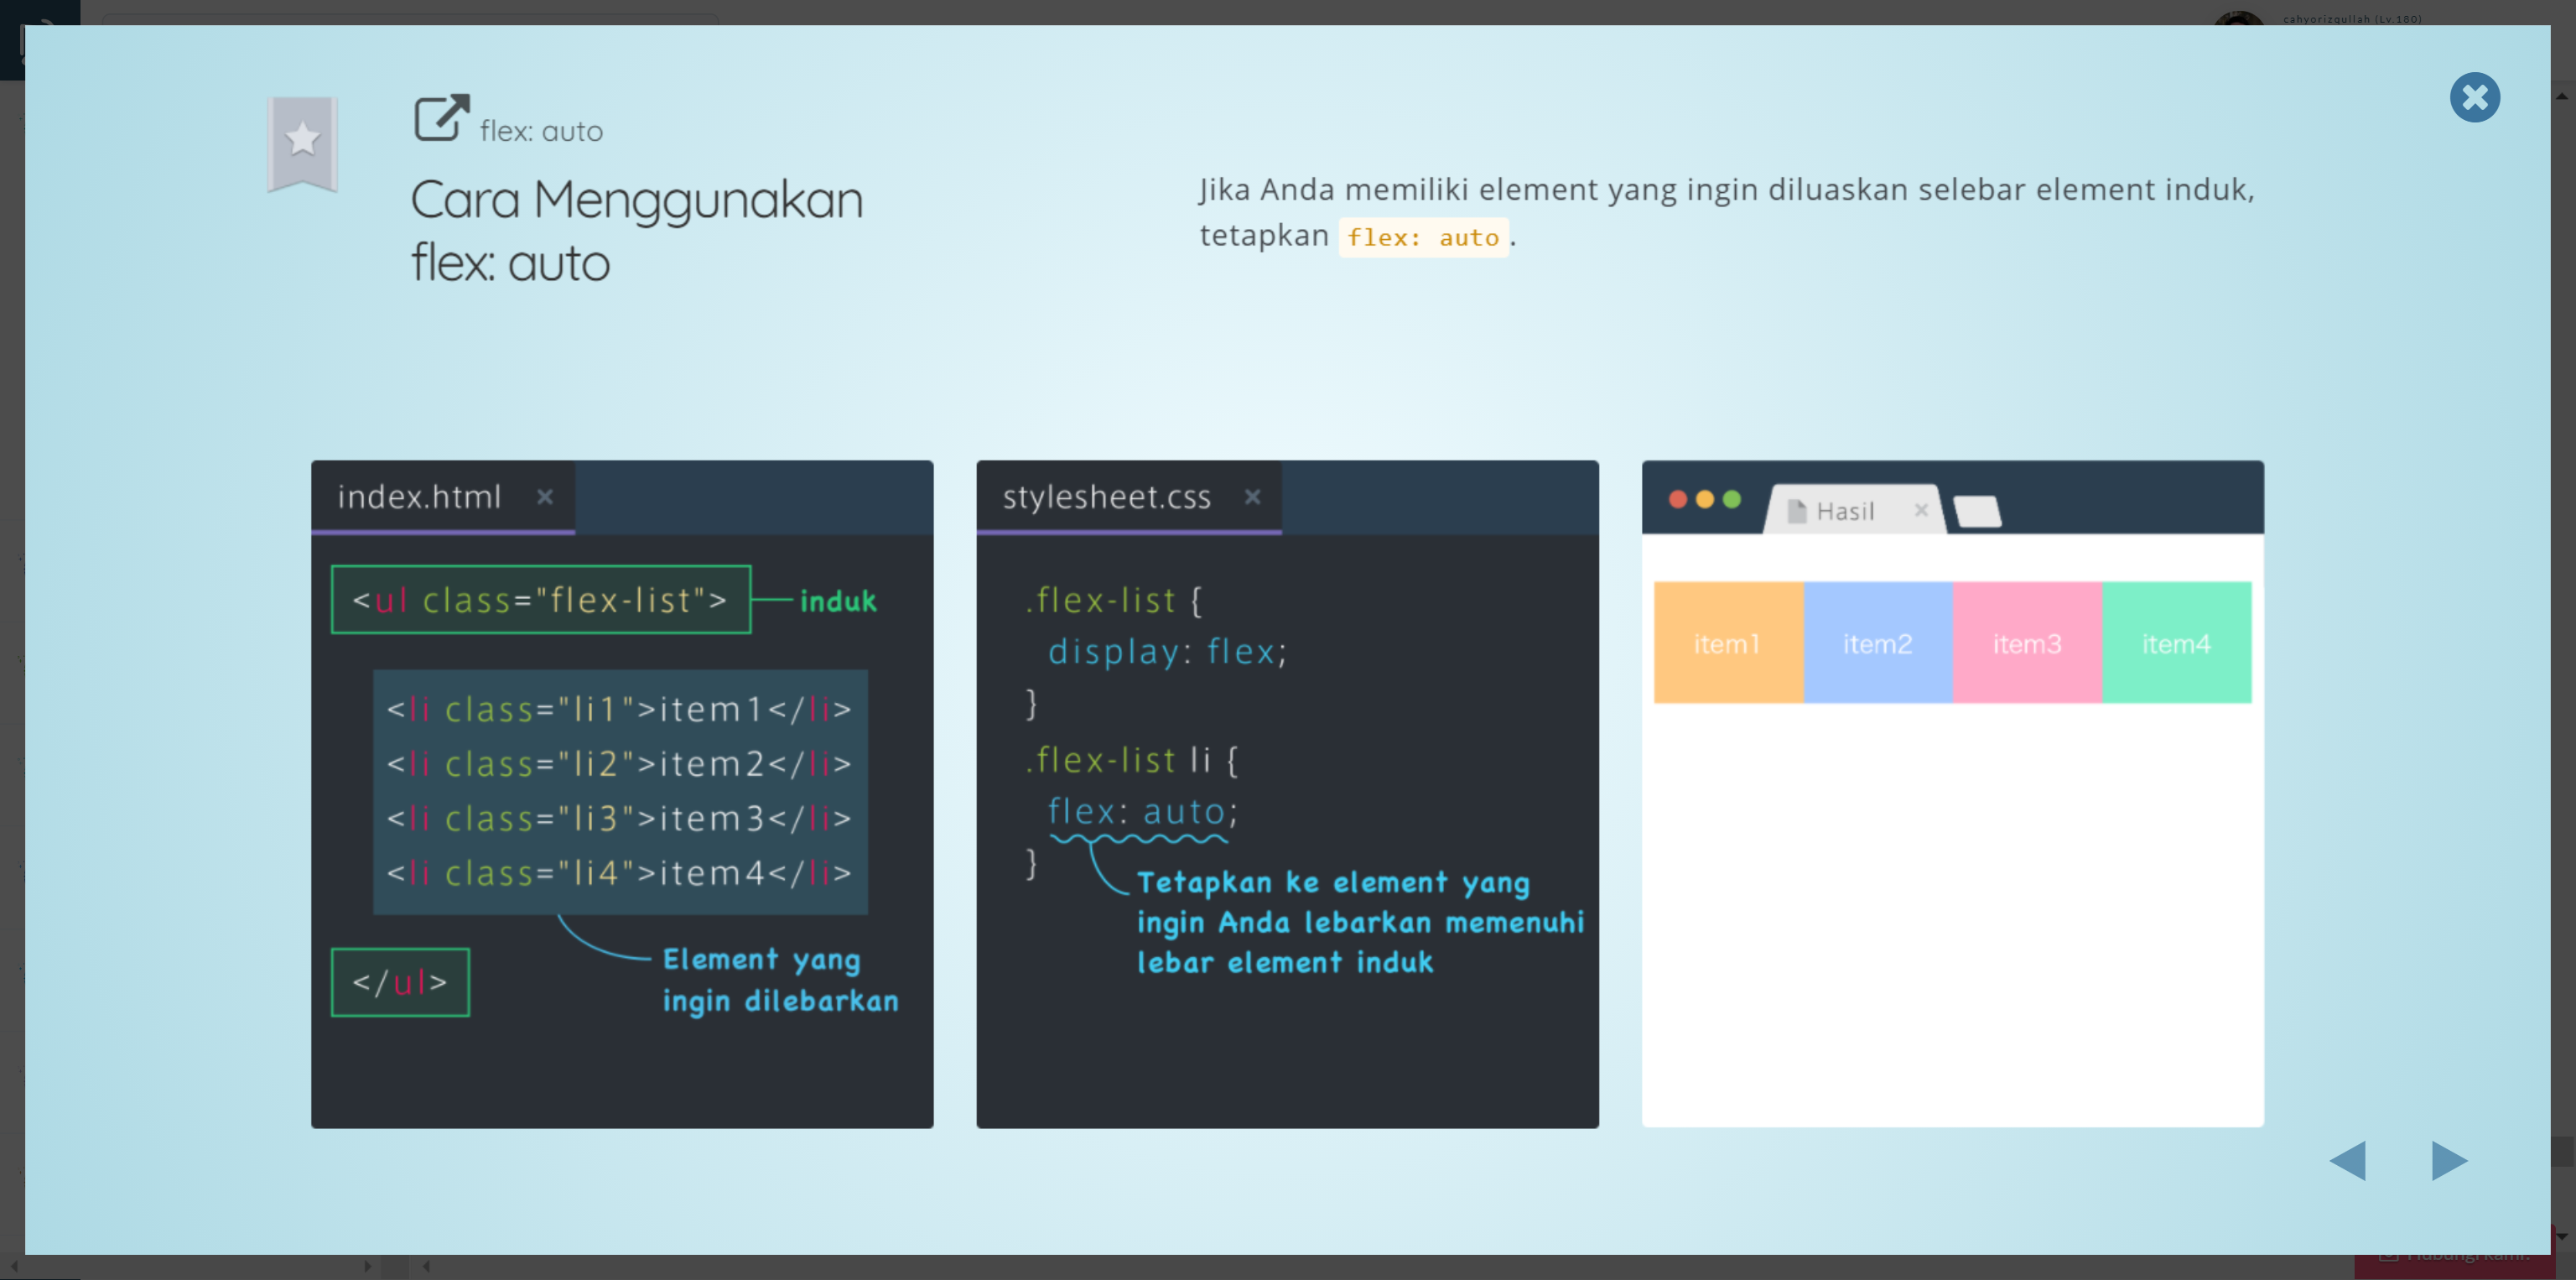 cahyorizqullah (Lv.180)
flex: auto
Cara Menggunakan
flex: auto
Jika Anda memiliki element yang ingin diluaskan selebar element induk,
tetapkan flex: auto.
index.html
<ul class="flex-list">
induk
<li class="li1">item1</li>
<li class="li2">item2</li>
<li class="li3">item3</li>
<li class="li4">item4</li>
Element yang
ingin dilebarkan
</ul>
stylesheet.css
.flex-list {
display: flex;
}
.flex-list li {
flex: auto;
}
Tetapkan ke element yang
ingin Anda lebarkan memenuhi
lebar element induk
Hasil
item1 item2 item3 item4
Hubungi kami!